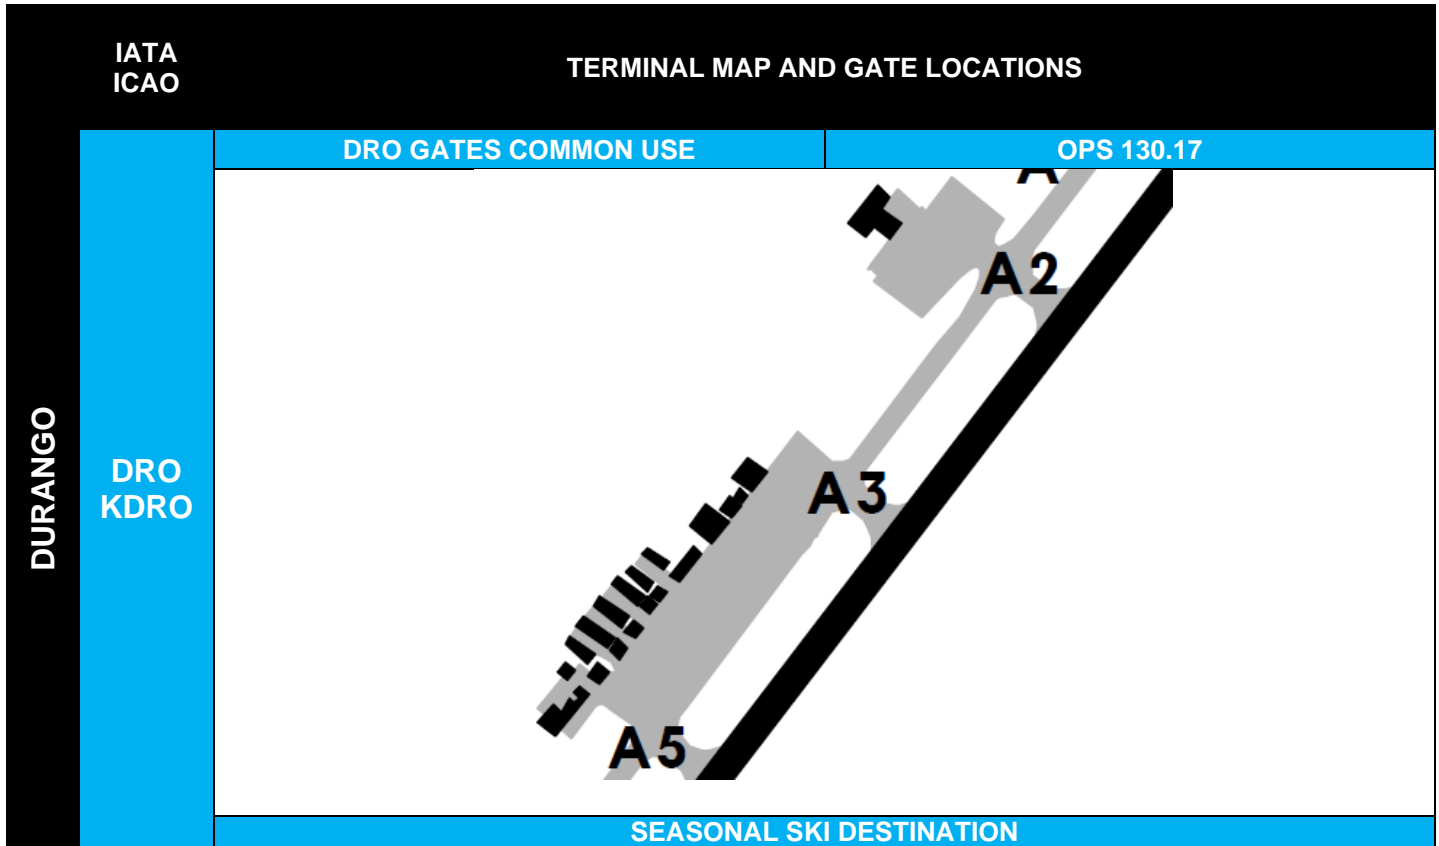 IATA
ICAO
TERMINAL MAP AND GATE LOCATIONS
DURANGO
DRO
KDRO
DRO GATES COMMON USE
OPS 130.17
A
A2
A3
A5
SEASONAL SKI DESTINATION